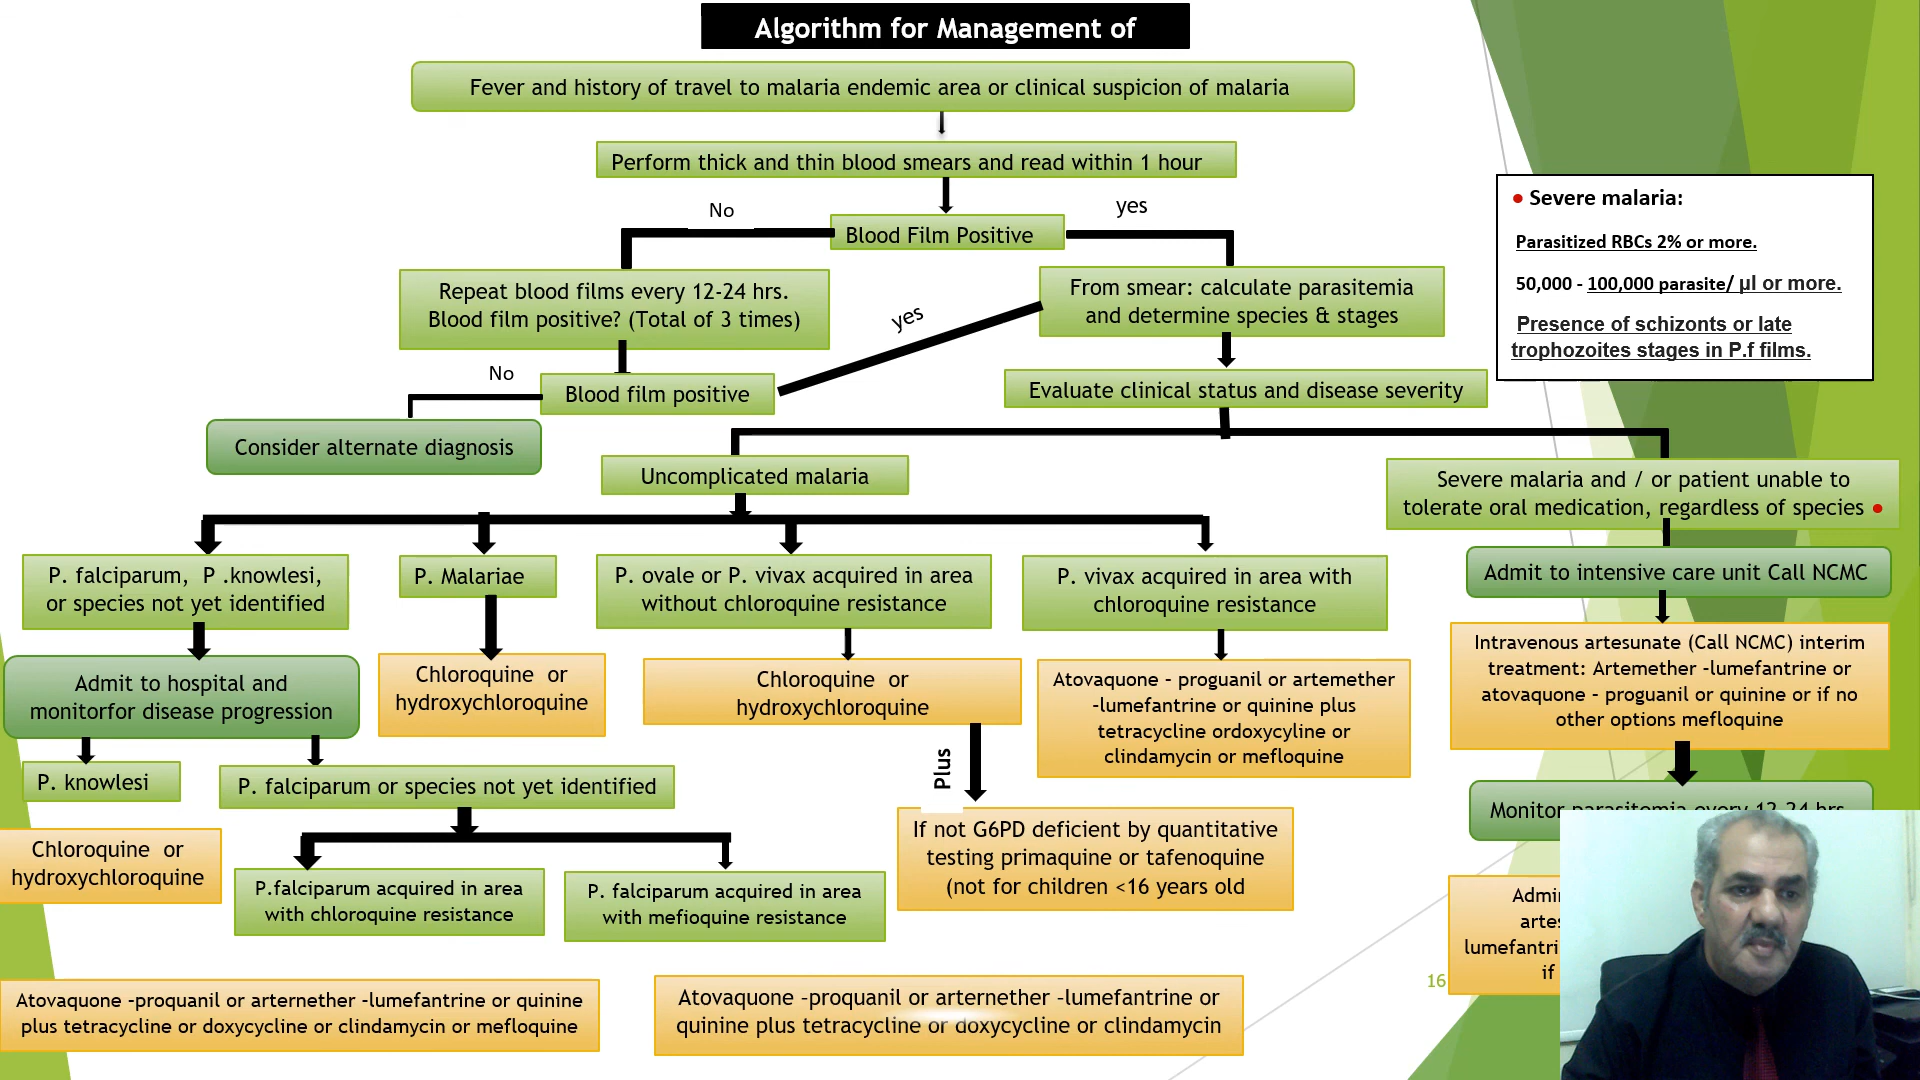 Algorithm for Management of
Fever and history of travel to malaria endemic area or clinical suspicion of malaria
Perform thick and thin blood smears and read within 1 hour
No
yes
Blood Film Positive
Repeat blood films every 12-24 hrs.
Blood film positive? (Total of 3 times)
yes
From smear: calculate parasitemia
and determine species & stages
• Severe malaria:
Parasitized RBCs 2% or more.
50,000 - 100,000 parasite/ µl or more.
Presence of schizonts or late
trophozoites stages in P.f films.
No
Blood film positive
Evaluate clinical status and disease severity
Consider alternate diagnosis
Uncomplicated malaria
Severe malaria and / or patient unable to
tolerate oral medication, regardless of species •
P. falciparum, P .knowlesi,
or species not yet identified
P. Malariae
P. ovale or P. vivax acquired in area
without chloroquine resistance
P. vivax acquired in area with
chloroquine resistance
Admit to intensive care unit Call NCMC
Admit to hospital and
monitorfor disease progression
Chloroquine or
hydroxychloroquine
Chloroquine or
hydroxychloroquine
Atovaquone – proguanil or artemether
–lumefantrine or quinine plus
tetracycline ordoxycyline or
clindamycin or mefloquine
Intravenous artesunate (Call NCMC) interim
treatment: Artemether –lumefantrine or
atovaquone – proguanil or quinine or if no
other options mefloquine
P. knowlesi
P. falciparum or species not yet identified
Plus
Monitor parasitemia every 12-24 hrs
Chloroquine or
hydroxychloroquine
P.falciparum acquired in area
with chloroquine resistance
P. falciparum acquired in area
with mefioquine resistance
If not G6PD deficient by quantitative
testing primaquine or tafenoquine
(not for children <16 years old
if
16
Atovaquone –proquanil or arternether –lumefantrine or quinine
plus tetracycline or doxycycline or clindamycin or mefloquine
Atovaquone –proquanil or arternether –lumefantrine or
quinine plus tetracycline or doxycycline or clindamycin